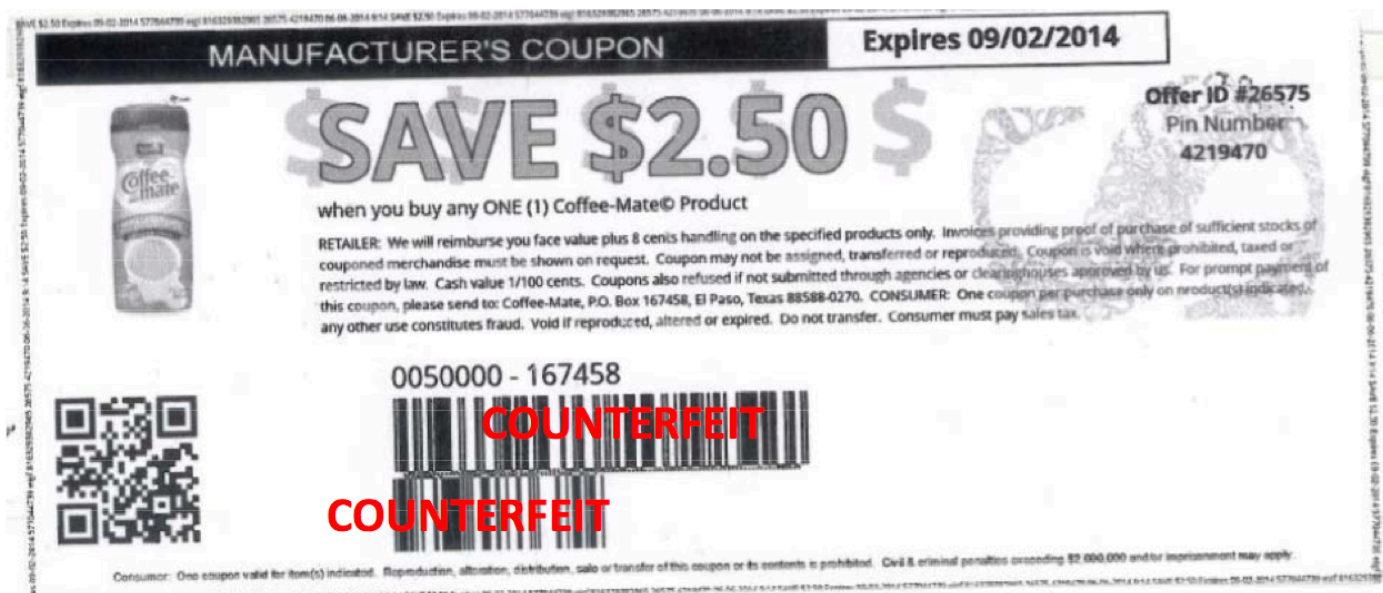 MANUFACTURER'S COUPON
Expires 09/02/2014
Offer ID #26575
Pin Number
4219470
SAVE $2.50 $
Coffee-mate
when you buy any ONE (1) Coffee-Mate© Product
RETAILER: We will reimburse you face value plus 8 cents handling on the specified products only. Invoices providing proof of purchase of sufficient stocks of
couponed merchandise must be shown on request. Coupon may not be assigned, transferred or reproduced. Coupon is void where prohibited, taxed or
restricted by law. Cash value 1/100 cents. Coupons also refused if not submitted through agencies or clearinghouses approved by us. For prompt payment of
this coupon, please send to: Coffee-Mate, P.O. Box 167458, El Paso, Texas 88588-0270. CONSUMER: One coupon per purchase only on product(s) indicated.
any other use constitutes fraud. Void if reproduced, altered or expired. Do not transfer. Consumer must pay sales tax.
0050000 - 167458
COUNTERFEIT
COUNTERFEIT
Consumer: One coupon valid for item(s) indicated. Reproduction, alteration, distribution, sale or transfer of this coupon or its contents is prohibited. Civil & criminal penalties exceeding $2,000,000 and/or imprisonment may apply.